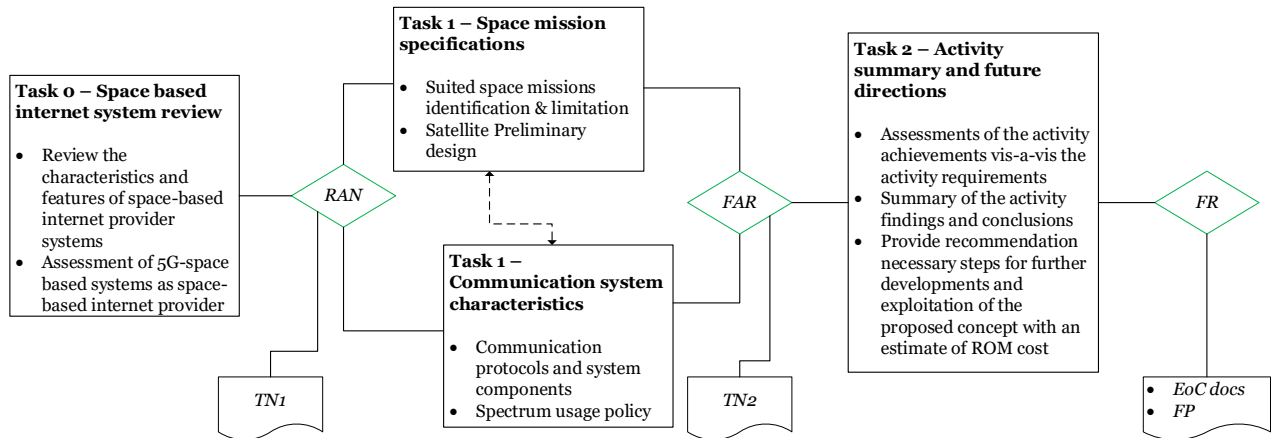 Task 0 – Space based
internet system review
• Review the
characteristics and
features of space-based
internet provider
systems
• Assessment of 5G-space
based systems as space-
based internet provider
RAN
TN1
Task 1 – Space mission
specifications
• Suited space missions
identification & limitation
• Satellite Preliminary
design
Task 1 –
Communication system
characteristics
• Communication
protocols and system
components
• Spectrum usage policy
FAR
TN2
Task 2 – Activity
summary and future
directions
• Assessments of the activity
achievements vis-a-vis the
activity requirements
• Summary of the activity
findings and conclusions
• Provide recommendation
necessary steps for further
developments and
exploitation of the
proposed concept with an
estimate of ROM cost
FR
• EoC docs
• FP